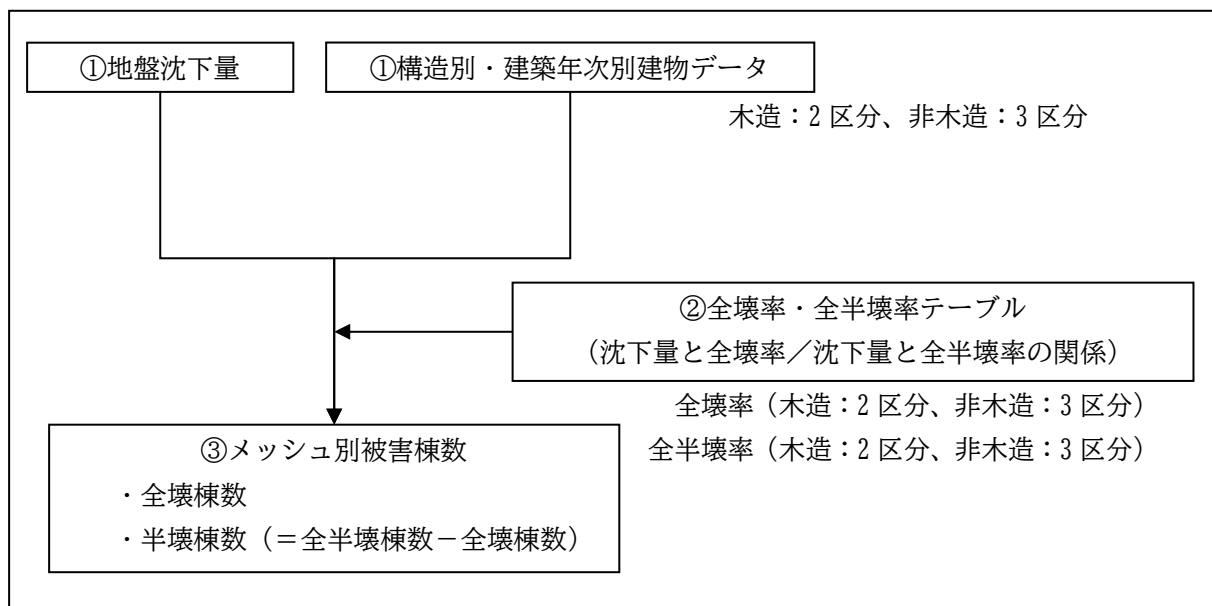 ①地盤沈下量
①構造別・建築年次別建物データ
木造：2区分、非木造：3区分
②全壊率・全半壊率テーブル
（沈下量と全壊率／沈下量と全半壊率の関係）
全壊率（木造：2区分、非木造：3区分）
全半壊率（木造：2区分、非木造：3区分）
③メッシュ別被害棟数
・全壊棟数
・半壊棟数（＝全半壊棟数－全壊棟数）